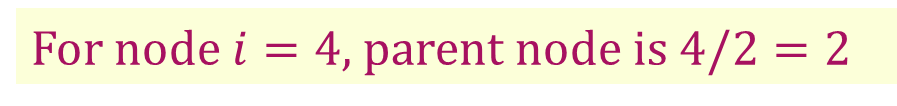 For node i = 4, parent node is 4/2 = 2